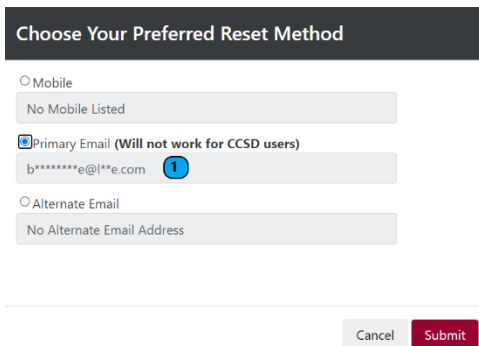 Choose Your Preferred Reset Method
Mobile
No Mobile Listed
Primary Email (Will not work for CCSD users)
b********e@l**e.com 1
Alternate Email
No Alternate Email Address
Cancel Submit